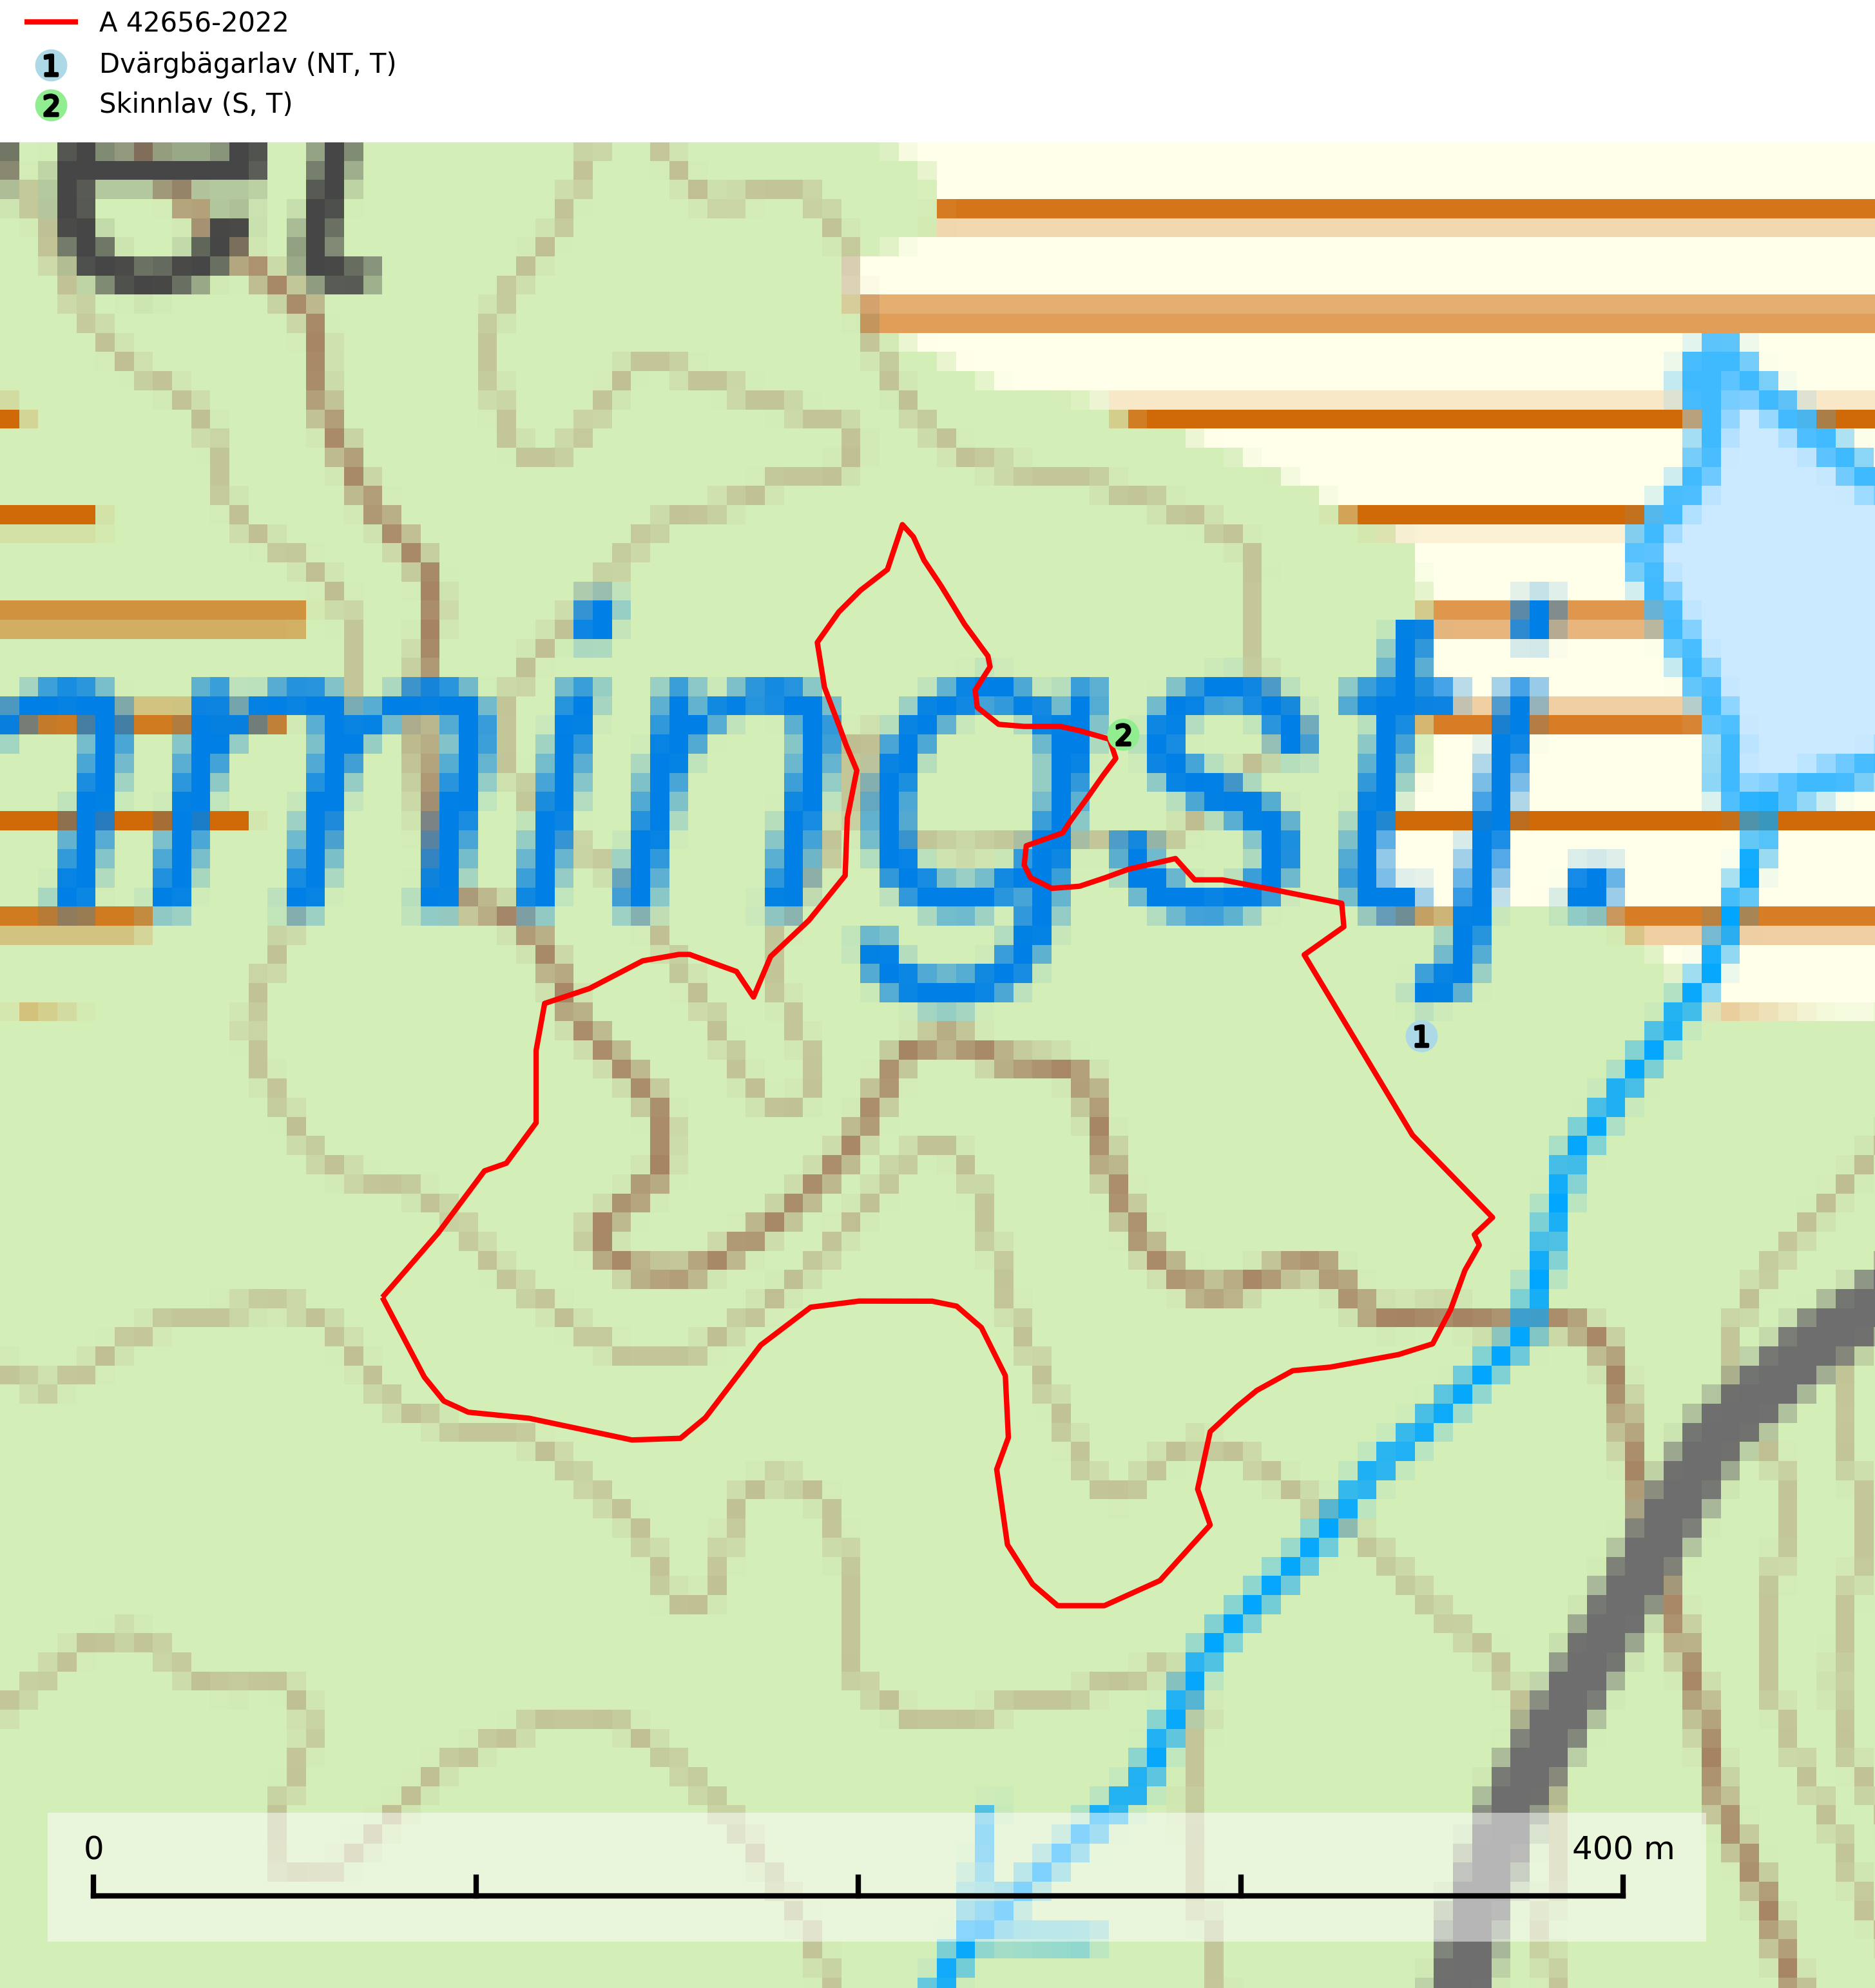 A 42656-2022
1 Dvärgbägarlav (NT, T)
2 Skinnlav (S, T)
2
1
0 400 m